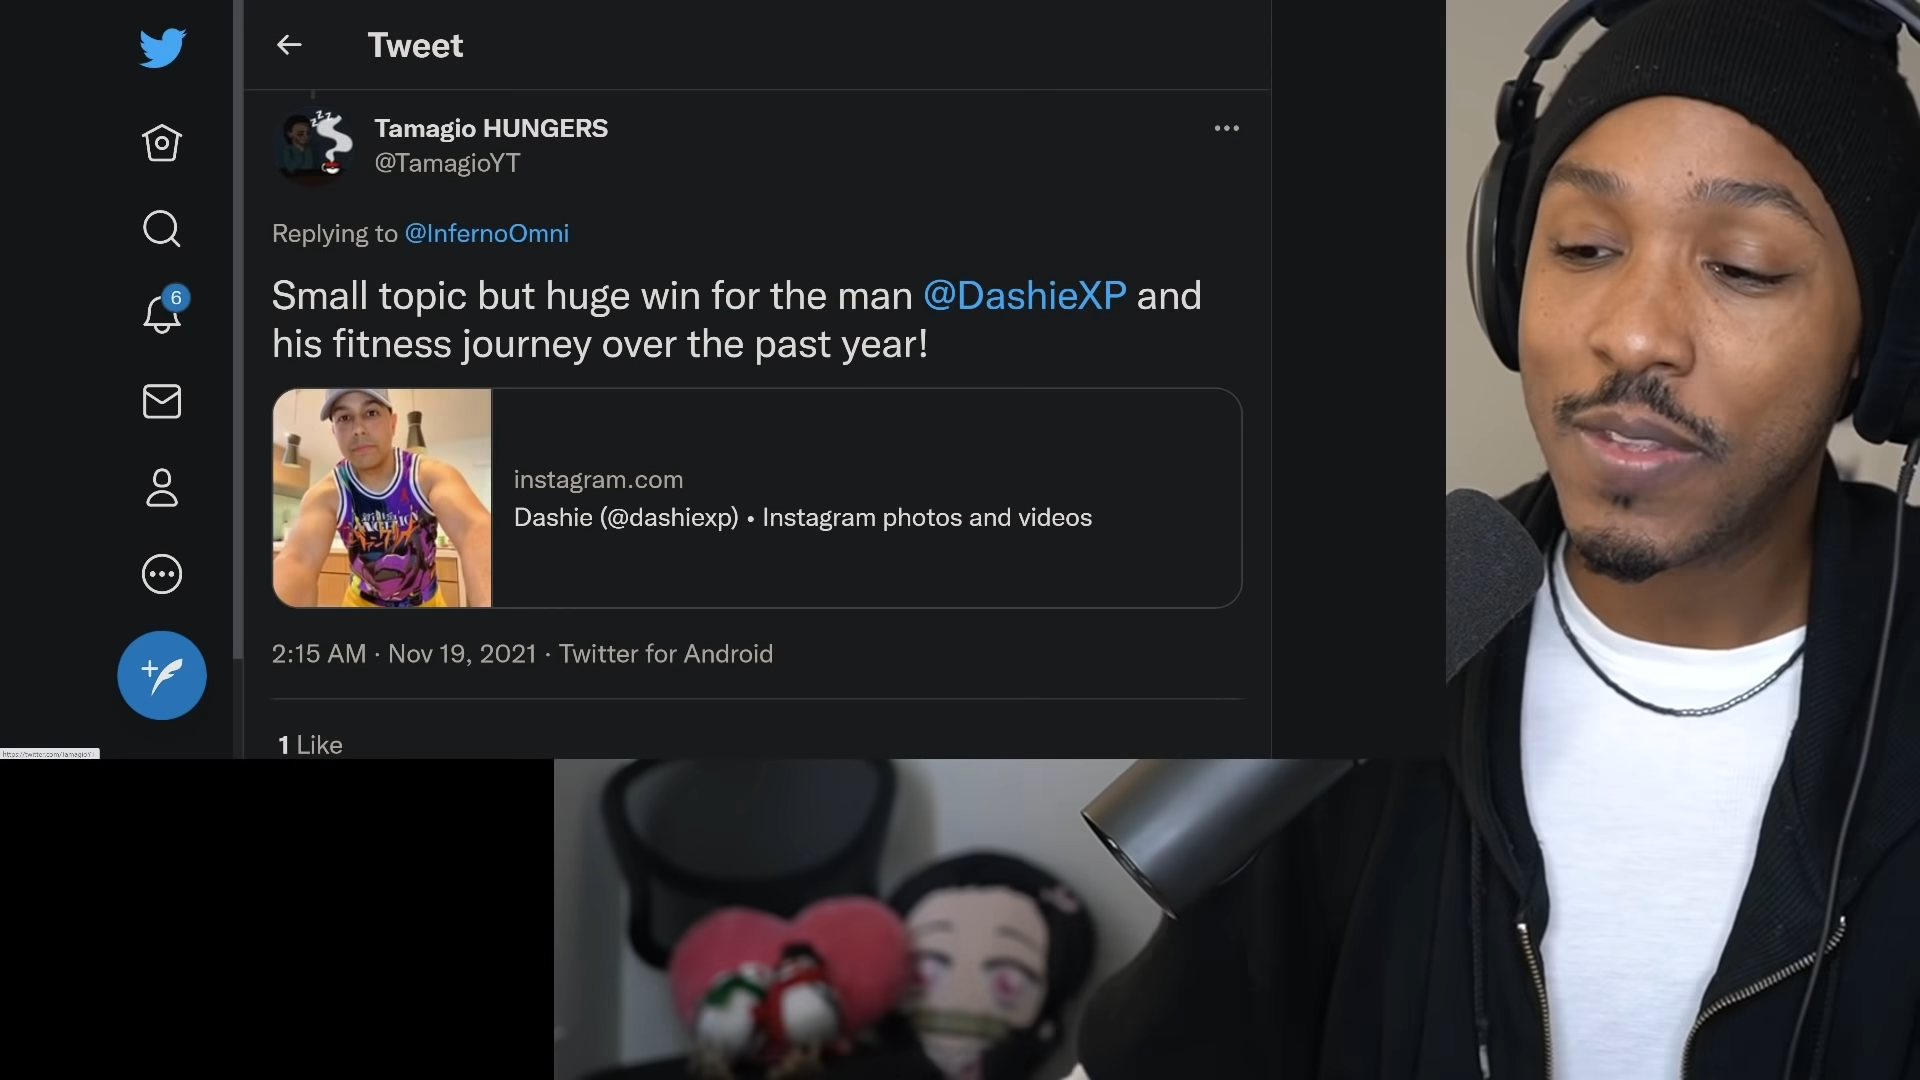 Tweet
Tamagio HUNGERS
@TamagioYT
Replying to @InfernoOmni
6
Small topic but huge win for the man @DashieXP and
his fitness journey over the past year!
instagram.com
Dashie (@dashiexp) • Instagram photos and videos
2:15 AM · Nov 19, 2021 · Twitter for Android
1 Like